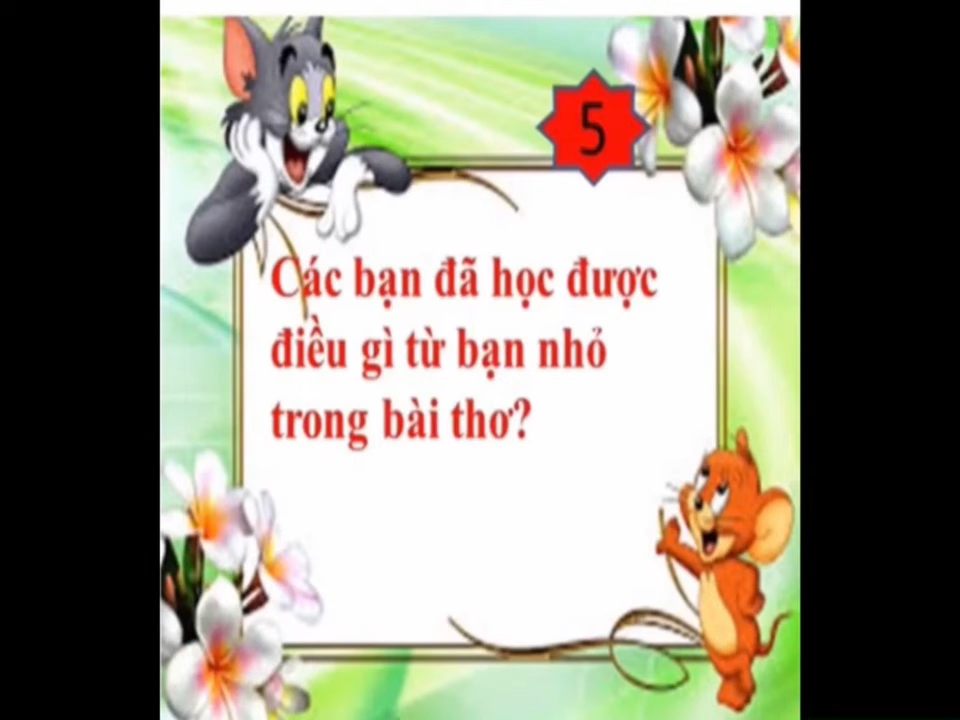 5
Các bạn đã học được
điều gì từ bạn nhỏ
trong bài thơ?